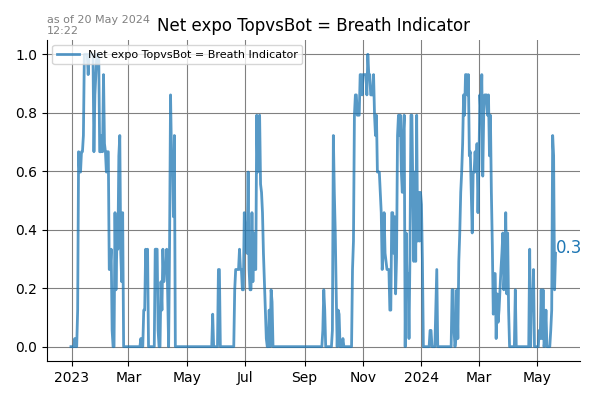 as of 20 May 2024
12:22
Net expo TopvsBot = Breath Indicator
Net expo TopvsBot = Breath Indicator
1.0
0.8
0.6
0.4
0.2
0.0
0.3
2023 Mar May Jul Sep Nov 2024 Mar May